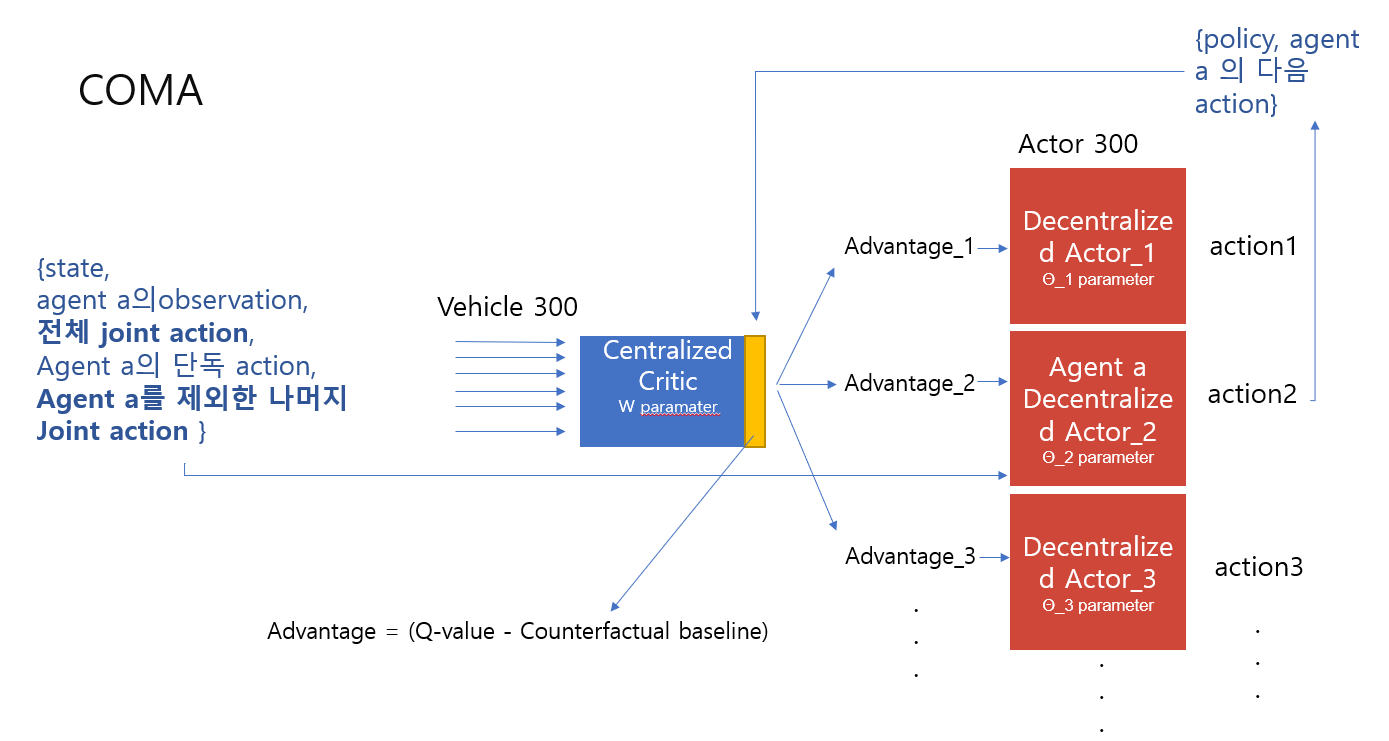 COMA
{policy, agent
a 의 다음
action}
Actor 300
Decentralize
d Actor_1
Θ_1 parameter
Advantage_1
action1
{state,
agent a의observation,
전체 joint action,
Agent a의 단독 action,
Agent a를 제외한 나머지
Joint action }
Vehicle 300
Centralized
Critic
W paramater
Advantage_2
Agent a
Decentralize
d Actor_2
Θ_2 parameter
action2
Advantage_3
Decentralize
d Actor_3
Θ_3 parameter
action3
Advantage = (Q-value - Counterfactual baseline)
.
.
.
.
.
.
.
.
.